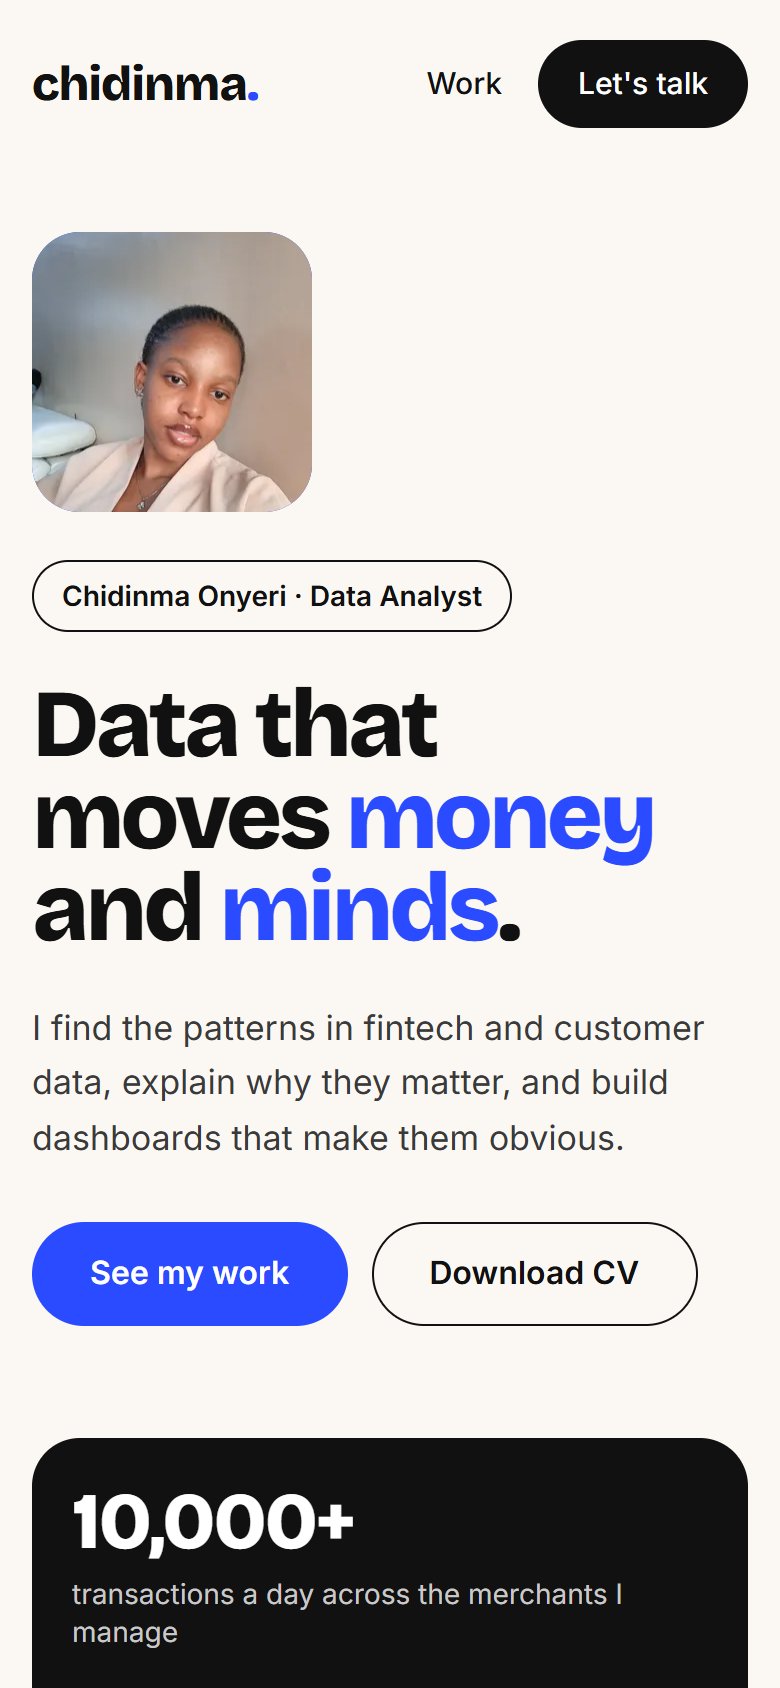 chidinma.
Work
Let's talk
Chidinma Onyeri · Data Analyst
Data that
moves money
and minds.
I find the patterns in fintech and customer
data, explain why they matter, and build
dashboards that make them obvious.
See my work
Download CV
10,000+
transactions a day across the merchants I
manage